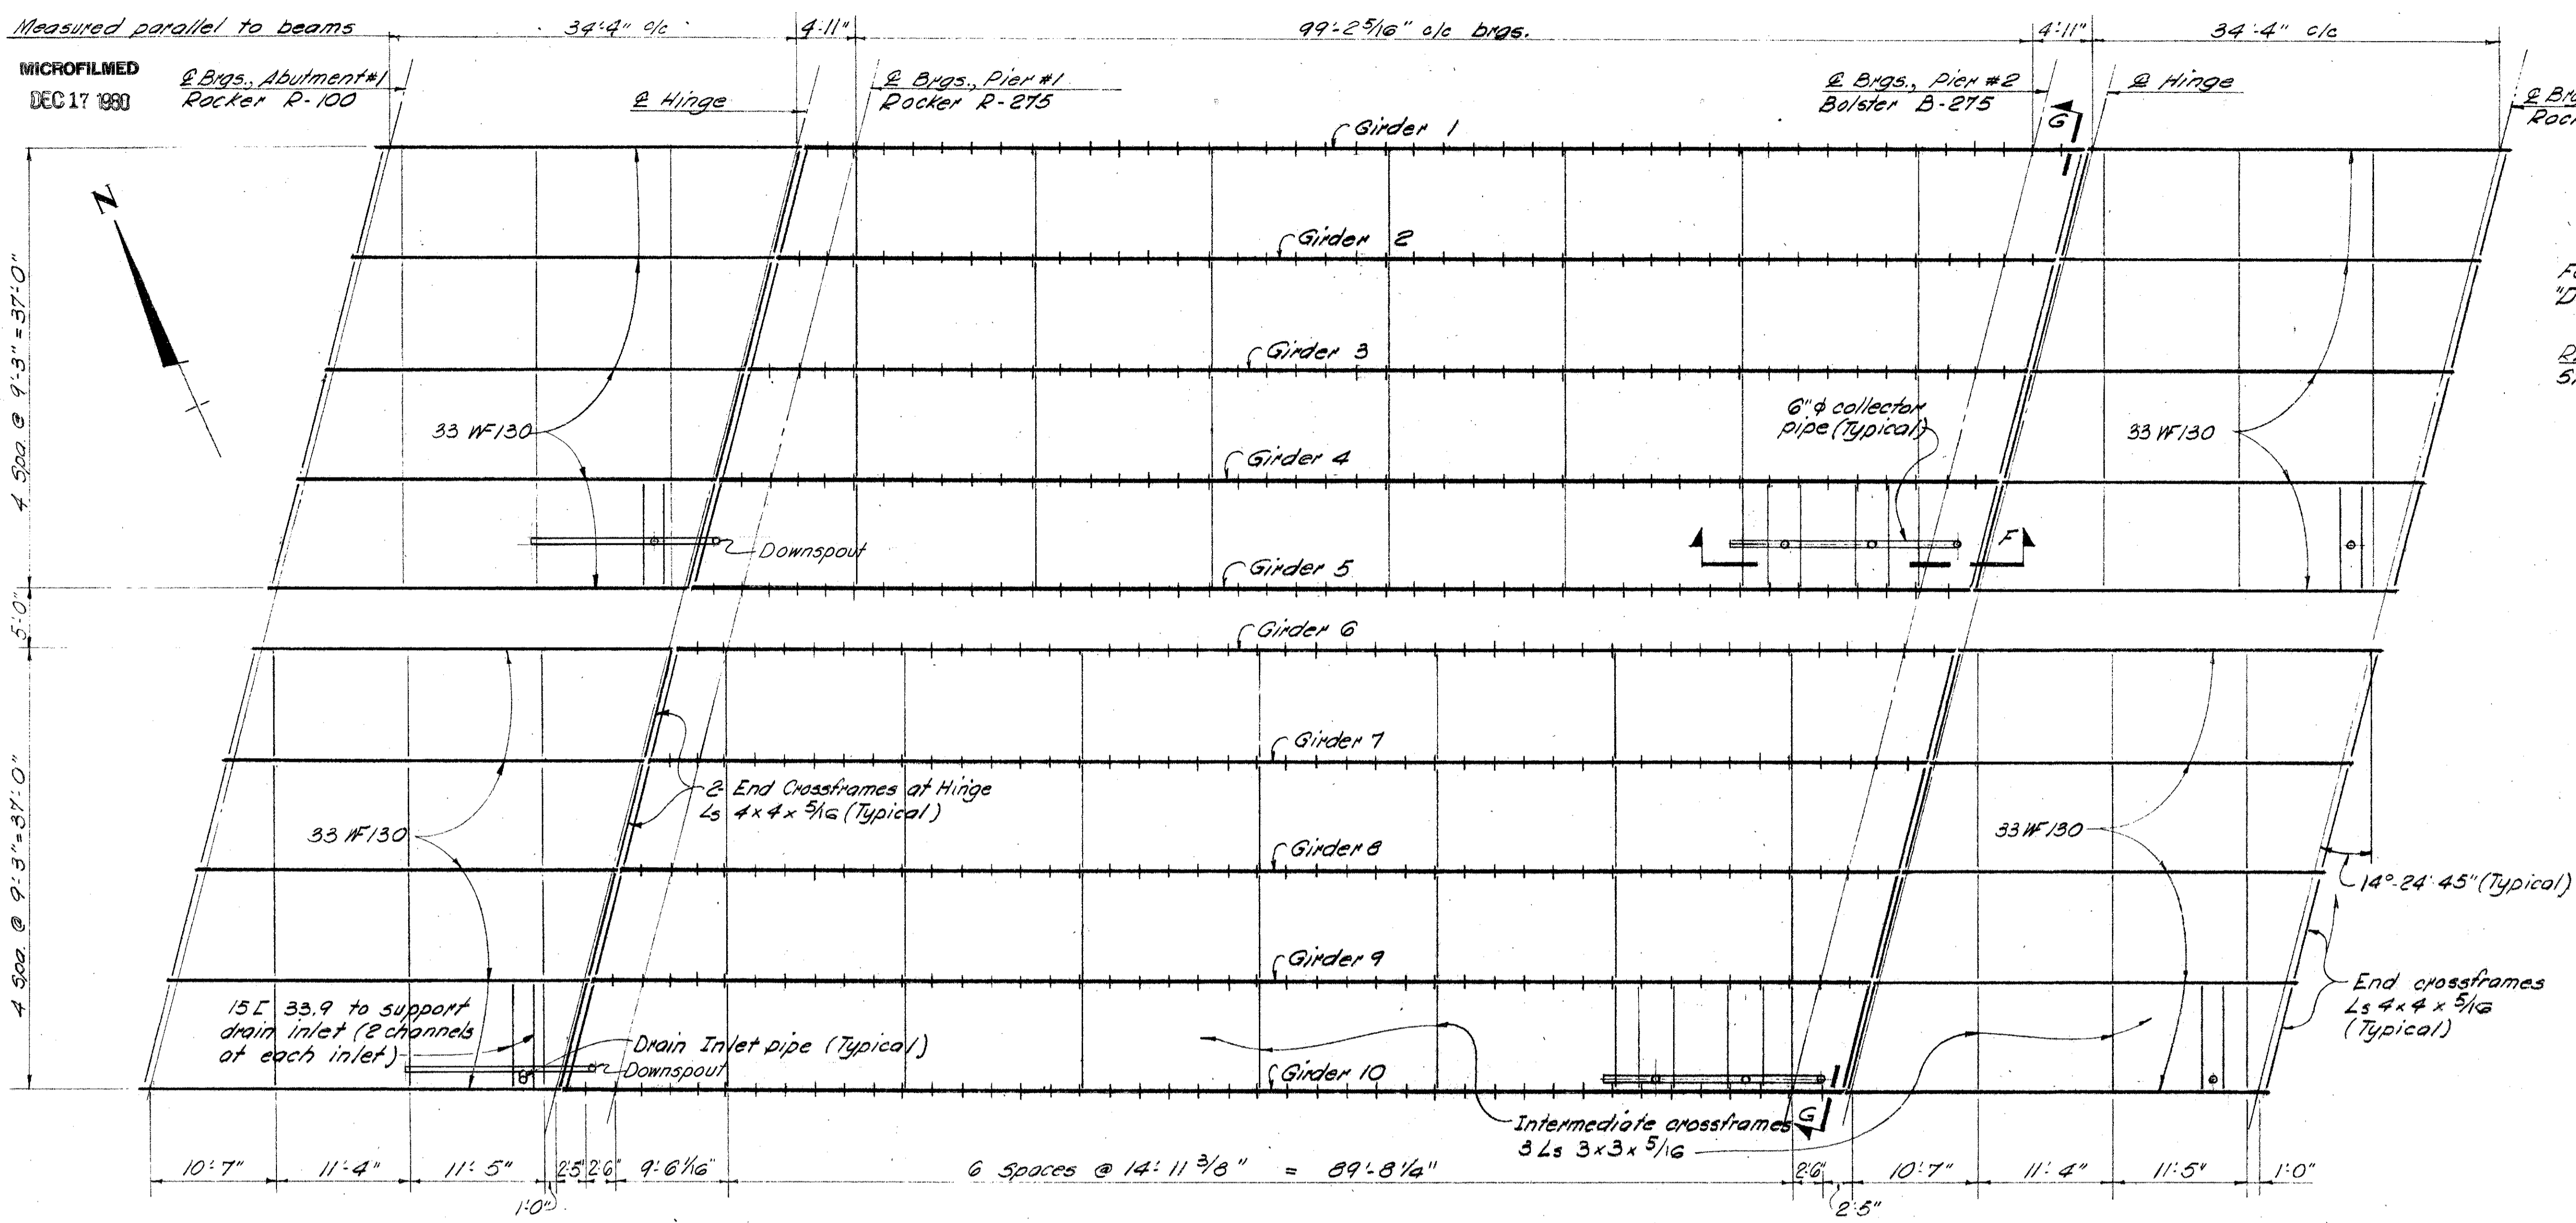 Measured parallel to beams
34'-4" c/c
4'-11"
99'-2 5/16" c/c brgs.
4'-11"
34'-4" c/c
MICROFILMED
DEC 17 1980
℄ Brgs., Abutment #1
Rocker R-100
℄ Hinge
℄ Brgs., Pier #1
Rocker R-275
℄ Brgs., Pier #2
Bolster B-275
℄ Hinge
G
Girder 1
N
Girder 2
Girder 3
Girder 4
Girder 5
4 Spa. @ 9'-3" = 37'-0"
33 WF 130
Downspout
6" ϕ collector
pipe (Typical)
F
33 WF 130
5'-0"
Girder 6
Girder 7
Girder 8
Girder 9
Girder 10
4 Spa. @ 9'-3" = 37'-0"
33 WF 130
2- End Crossframes at Hinge
Ls 4 x 4 x 5/16 (Typical)
33 WF 130
14°-24'-45" (Typical)
End crossframes
Ls 4 x 4 x 5/16
(Typical)
15 [ 33.9 to support
drain inlet (2 channels
at each inlet)
Drain Inlet pipe (Typical)
Downspout
Intermediate crossframes
3 Ls 3 x 3 x 5/16
G
10'-7"
11'-4"
11'-5"
1'-0"
2'-5"
2'-6"
9'-6 1/16"
6 Spaces @ 14'-11 3/8" = 89'-8 1/4"
2'-6"
2'-5"
10'-7"
11'-4"
11'-5"
1'-0"